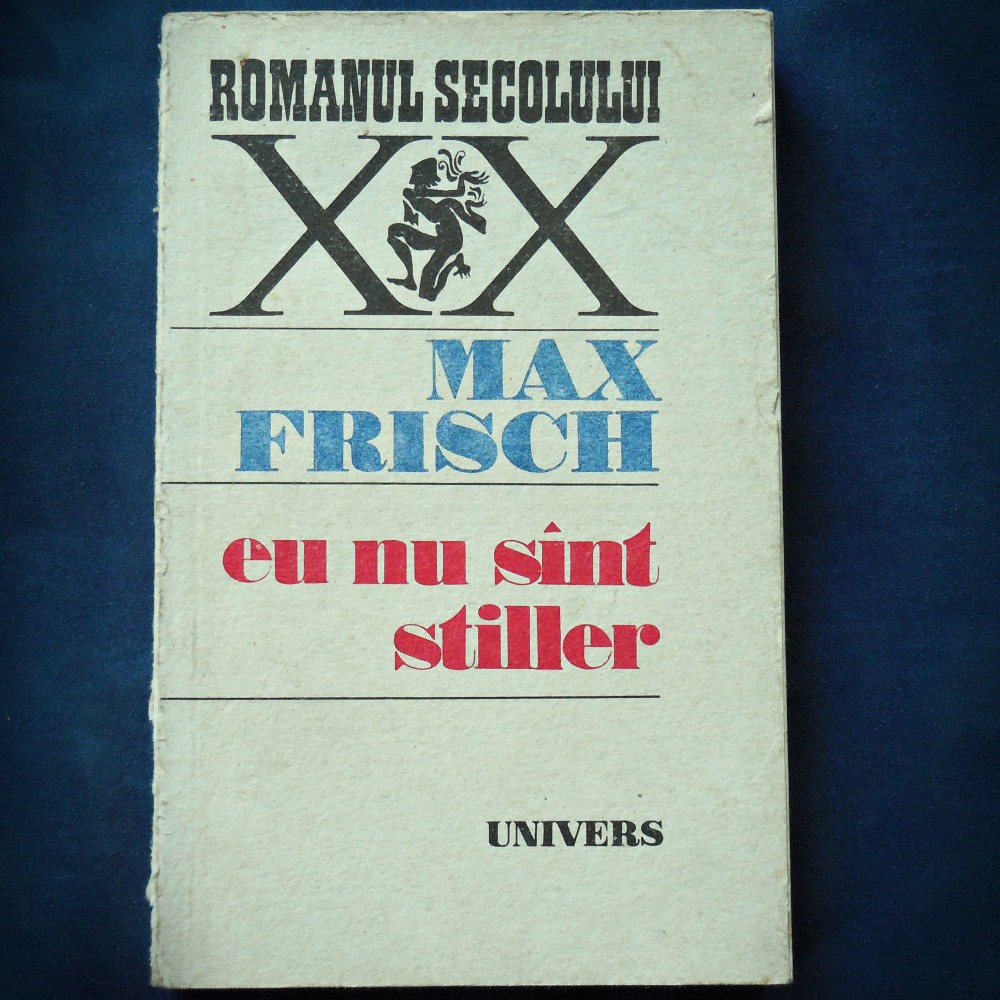 ROMANUL SECOLULUI
XX
MAX
FRISCH
eu nu sînt
stiller
UNIVERS